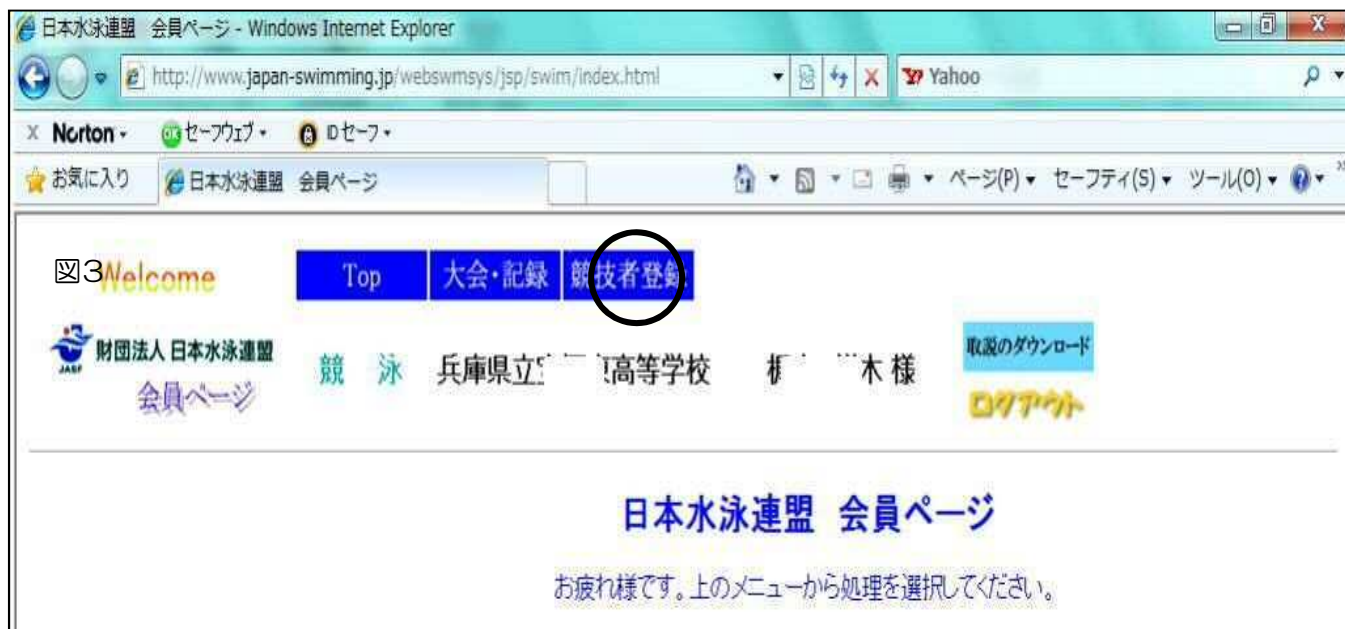 日本水泳連盟 会員ページ - Windows Internet Explorer
http://www.japan-swimming.jp/webswmsys/jsp/swim/index.html
Yahoo
x Norton
OK セーフウェブ
IDセーフ
お気に入り
日本水泳連盟 会員ページ
ページ(P)
セーフティ(S)
ツール(O)
図3
Welcome
Top
大会・記録
競技者登録
JASF
財団法人 日本水泳連盟
会員ページ
競 泳
兵庫県立
高等学校
木 様
取説のダウンロード
ログアウト
日本水泳連盟 会員ページ
お疲れ様です。上のメニューから処理を選択してください。